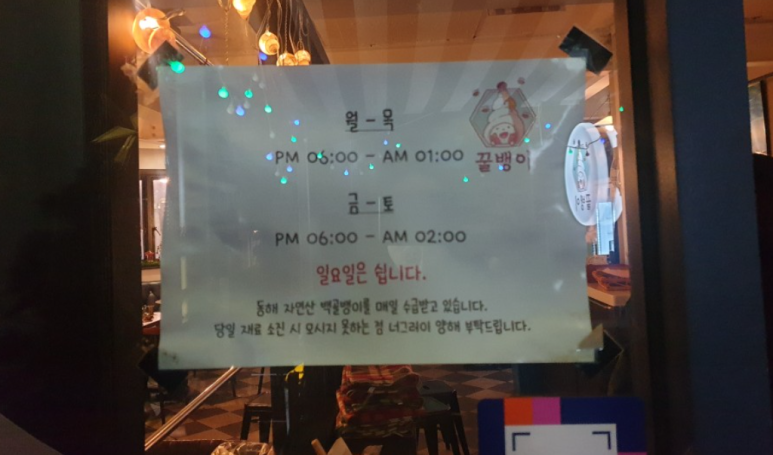 월 - 목
PM 06:00 - AM 01:00
꿀뱅이
금 - 토
PM 06:00 - AM 02:00
일요일은 쉽니다.
동해 자연산 백골뱅이를 매일 수급받고 있습니다.
당일 재료 소진 시 모시지 못하는 점 너그러이 양해 부탁드립니다.